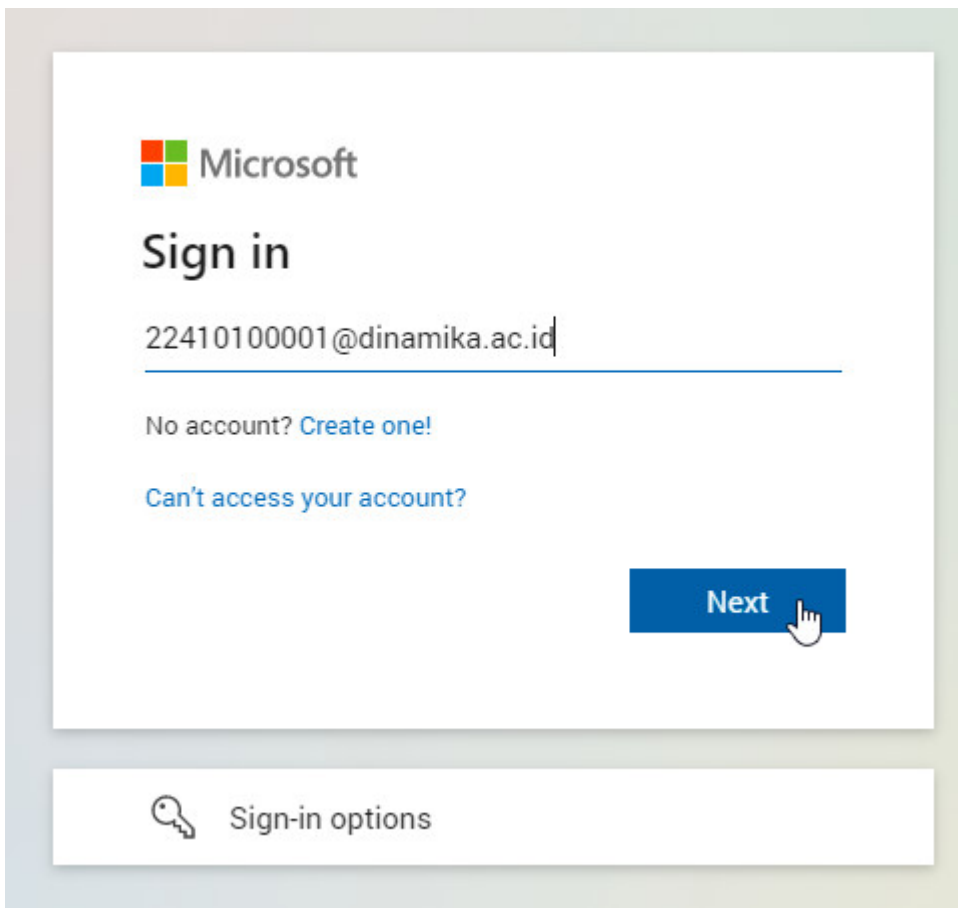 Microsoft
Sign in
22410100001@dinamika.ac.id
No account? Create one!
Can't access your account?
Next
Sign-in options